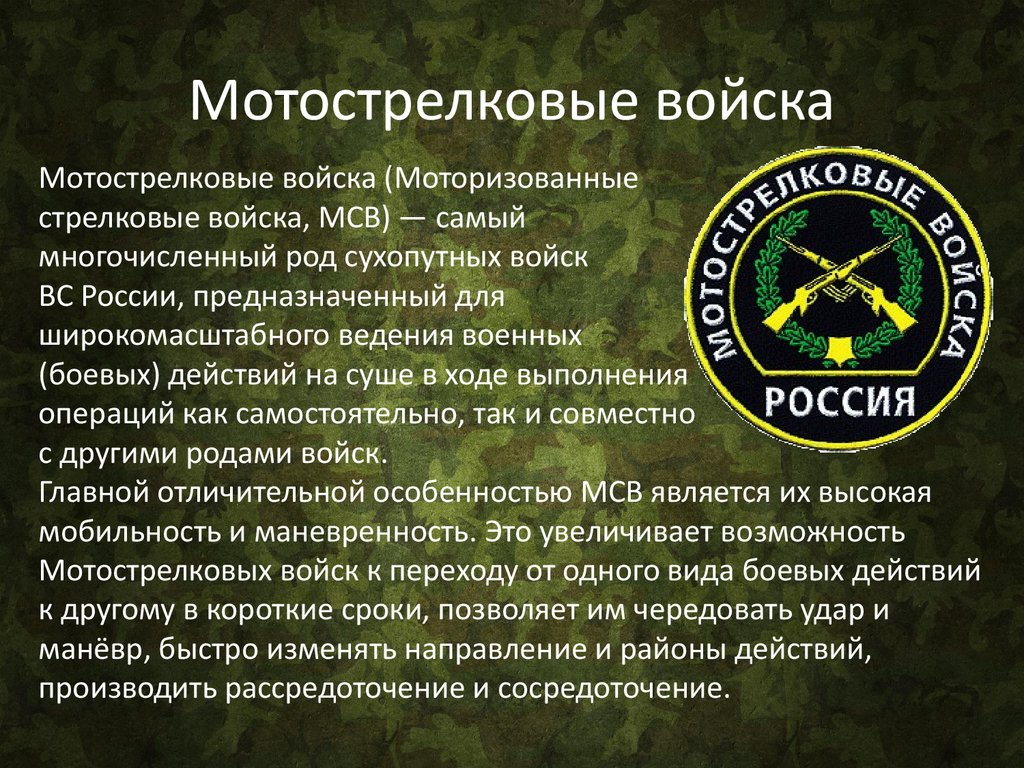 Мотострелковые войска
Мотострелковые войска (Моторизованные
стрелковые войска, МСВ) — самый
многочисленный род сухопутных войск
ВС России, предназначенный для
широкомасштабного ведения военных
(боевых) действий на суше в ходе выполнения
операций как самостоятельно, так и совместно
с другими родами войск.
Главной отличительной особенностью МСВ является их высокая
мобильность и маневренность. Это увеличивает возможность
Мотострелковых войск к переходу от одного вида боевых действий
к другому в короткие сроки, позволяет им чередовать удар и
манёвр, быстро изменять направление и районы действий,
производить рассредоточение и сосредоточение.
МОТОСТРЕЛКОВЫЕ ВОЙСКА
РОССИЯ